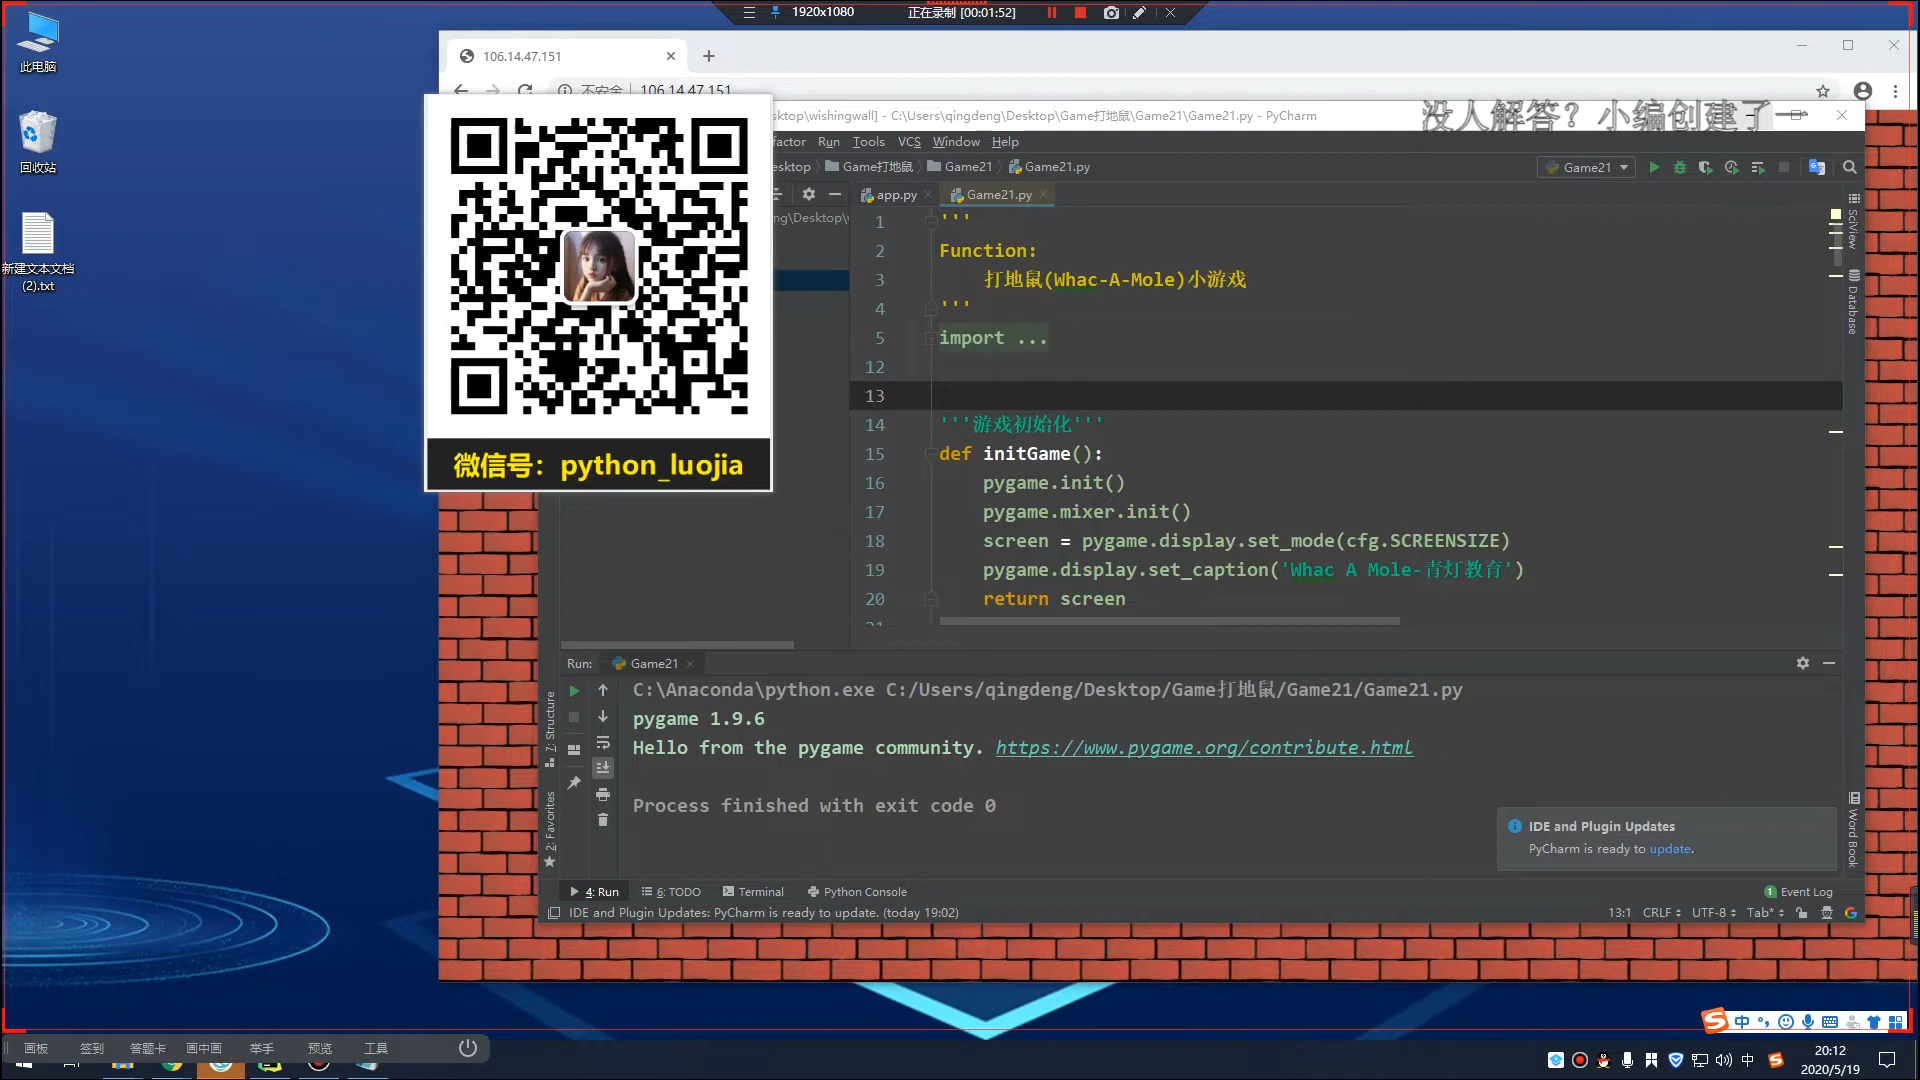 1920x1080
正在录制 [00:01:52]
此电脑
回收站
新建文本文档
(2).txt
106.14.47.151
不安全
106.14.47.151
没人解答？小编创建了
sktop\wishingwall] - C:\Users\qingdeng\Desktop\Game打地鼠\Game21\Game21.py - PyCharm
factor Run Tools VCS Window Help
esktop Game打地鼠 Game21 Game21.py
Game21
app.py
Game21.py
ng\Desktop\
1 '''
2 Function:
3 打地鼠(Whac-A-Mole)小游戏
4 '''
5 import ...
12
13
14 '''游戏初始化'''
15 def initGame():
16 pygame.init()
17 pygame.mixer.init()
18 screen = pygame.display.set_mode(cfg.SCREENSIZE)
19 pygame.display.set_caption('Whac A Mole-青灯教育')
20 return screen
21
SciView
Database
Word Book
微信号：python_luojia
Run: Game21
C:\Anaconda\python.exe C:/Users/qingdeng/Desktop/Game打地鼠/Game21/Game21.py
pygame 1.9.6
Hello from the pygame community. https://www.pygame.org/contribute.html
Process finished with exit code 0
7: Structure
2: Favorites
IDE and Plugin Updates
PyCharm is ready to update.
4: Run 6: TODO Terminal Python Console
1 Event Log
IDE and Plugin Updates: PyCharm is ready to update. (today 19:02)
13:1 CRLF UTF-8 Tab*
中
画板 签到 答题卡 画中画 举手 预览 工具
中
20:12
2020/5/19